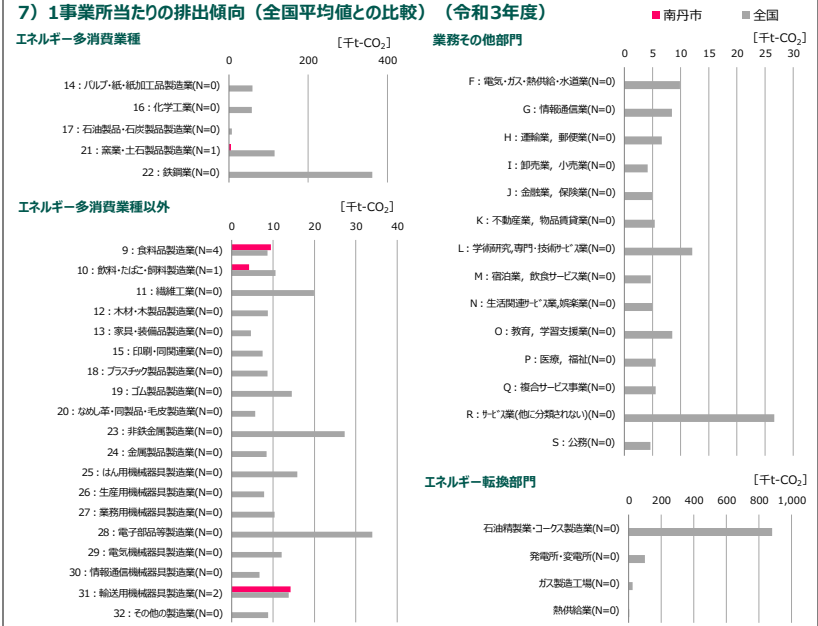 7）1事業所当たりの排出傾向（全国平均値との比較）（令和3年度）
■南丹市 ■全国
エネルギー多消費業種
［千t-CO₂］
0 200 400
14：パルプ・紙・紙加工品製造業(N=0)
16：化学工業(N=0)
17：石油製品・石炭製品製造業(N=0)
21：窯業・土石製品製造業(N=1)
22：鉄鋼業(N=0)
エネルギー多消費業種以外
［千t-CO₂］
0 10 20 30 40
9：食料品製造業(N=4)
10：飲料・たばこ・飼料製造業(N=1)
11：繊維工業(N=0)
12：木材・木製品製造業(N=0)
13：家具・装備品製造業(N=0)
15：印刷・同関連業(N=0)
18：プラスチック製品製造業(N=0)
19：ゴム製品製造業(N=0)
20：なめし革・同製品・毛皮製造業(N=0)
23：非鉄金属製造業(N=0)
24：金属製品製造業(N=0)
25：はん用機械器具製造業(N=0)
26：生産用機械器具製造業(N=0)
27：業務用機械器具製造業(N=0)
28：電子部品等製造業(N=0)
29：電気機械器具製造業(N=0)
30：情報通信機械器具製造業(N=0)
31：輸送用機械器具製造業(N=2)
32：その他の製造業(N=0)
業務その他部門
［千t-CO₂］
0 5 10 15 20 25 30
F：電気・ガス・熱供給・水道業(N=0)
G：情報通信業(N=0)
H：運輸業，郵便業(N=0)
I：卸売業，小売業(N=0)
J：金融業，保険業(N=0)
K：不動産業，物品賃貸業(N=0)
L：学術研究,専門・技術サービス業(N=0)
M：宿泊業，飲食サービス業(N=0)
N：生活関連サービス業,娯楽業(N=0)
O：教育，学習支援業(N=0)
P：医療，福祉(N=0)
Q：複合サービス事業(N=0)
R：サービス業(他に分類されない)(N=0)
S：公務(N=0)
エネルギー転換部門
［千t-CO₂］
0 200 400 600 800 1,000
石油精製業・コークス製造業(N=0)
発電所・変電所(N=0)
ガス製造工場(N=0)
熱供給業(N=0)